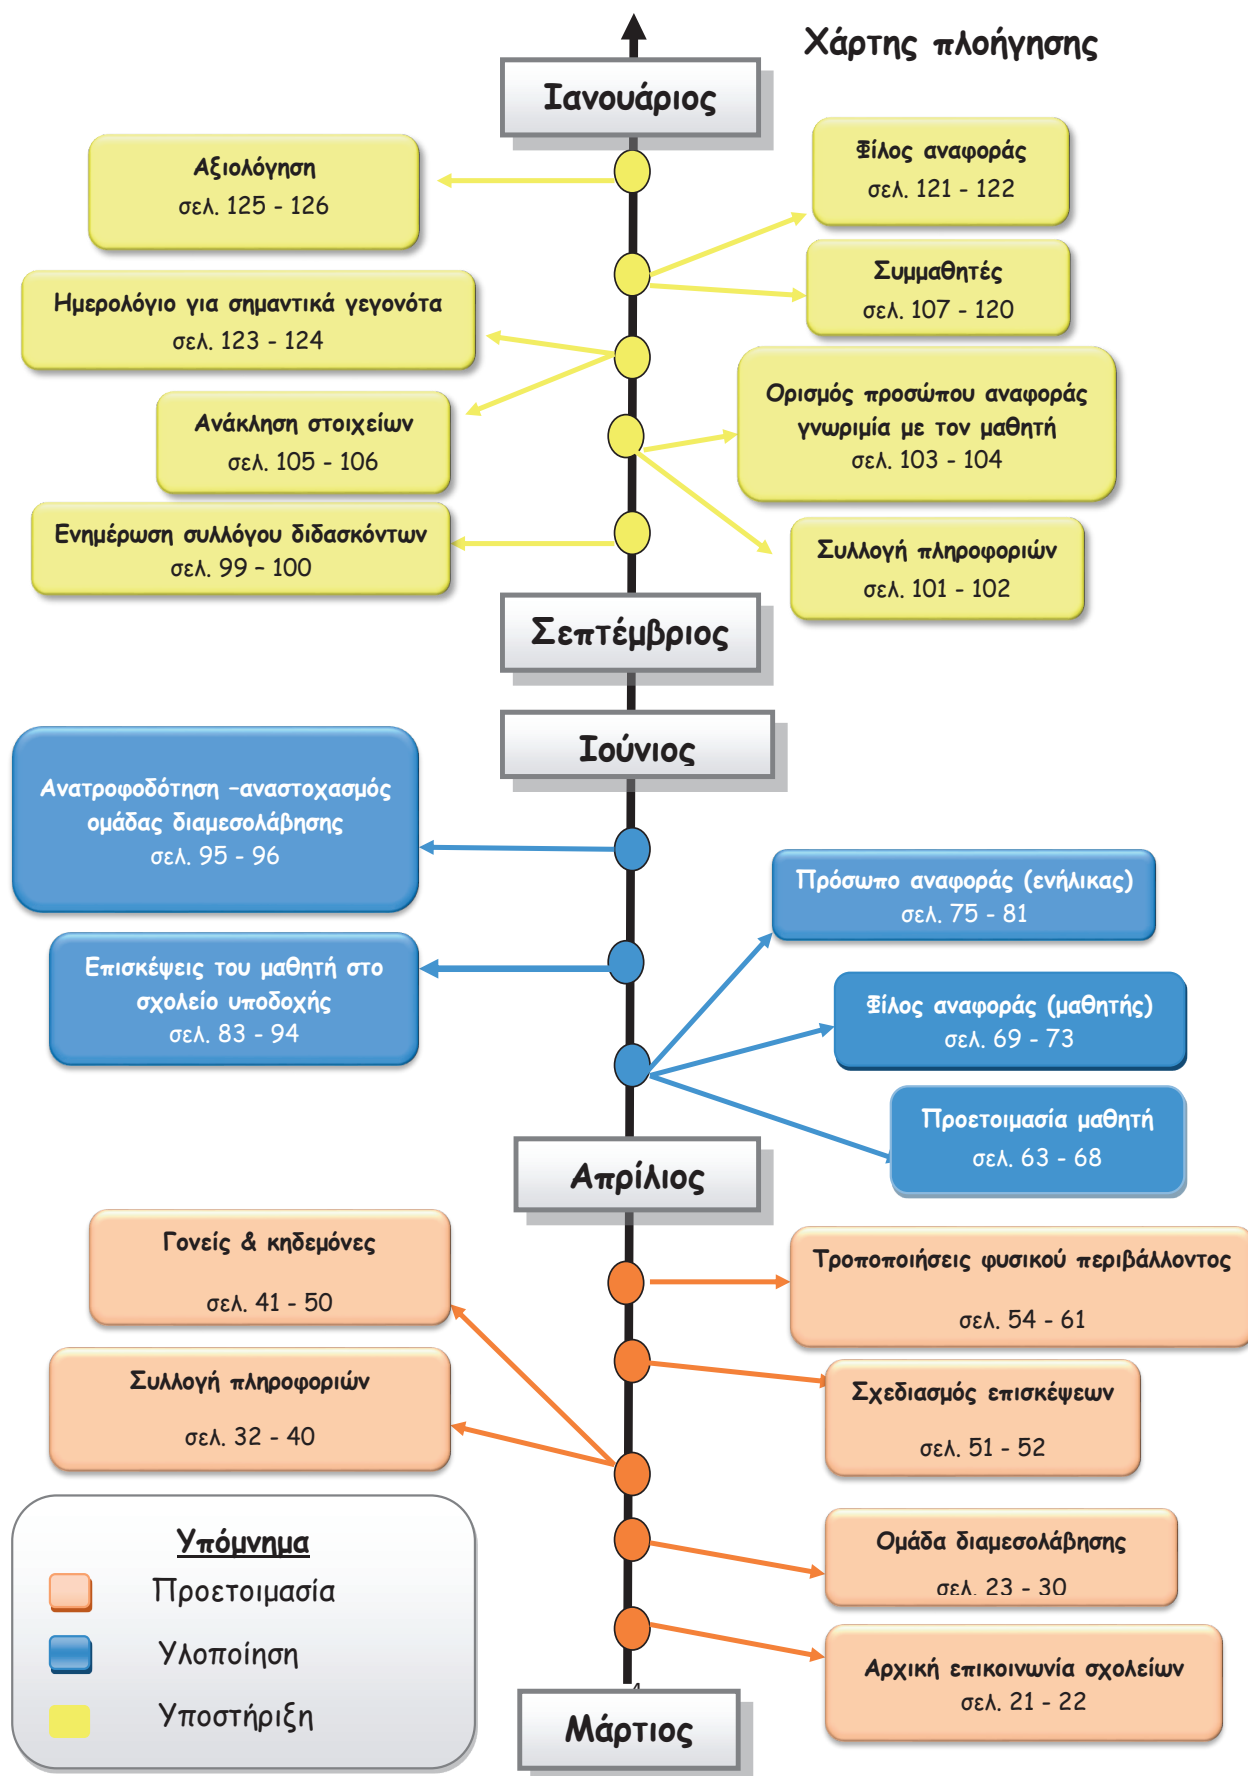 Χάρτης πλοήγησης
Ιανουάριος
Αξιολόγηση
σελ. 125 - 126
Φίλος αναφοράς
σελ. 121 - 122
Συμμαθητές
σελ. 107 - 120
Ημερολόγιο για σημαντικά γεγονότα
σελ. 123 - 124
Ορισμός προσώπου αναφοράς
γνωριμία με τον μαθητή
σελ. 103 - 104
Ανάκληση στοιχείων
σελ. 105 - 106
Ενημέρωση συλλόγου διδασκόντων
σελ. 99 – 100
Συλλογή πληροφοριών
σελ. 101 - 102
Σεπτέμβριος
Ιούνιος
Ανατροφοδότηση –αναστοχασμός
ομάδας διαμεσολάβησης
σελ. 95 - 96
Πρόσωπο αναφοράς (ενήλικας)
σελ. 75 - 81
Επισκέψεις του μαθητή στο
σχολείο υποδοχής
σελ. 83 - 94
Φίλος αναφοράς (μαθητής)
σελ. 69 - 73
Προετοιμασία μαθητή
σελ. 63 - 68
Απρίλιος
Γονείς & κηδεμόνες
σελ. 41 - 50
Τροποποιήσεις φυσικού περιβάλλοντος
σελ. 54 - 61
Συλλογή πληροφοριών
σελ. 32 - 40
Σχεδιασμός επισκέψεων
σελ. 51 - 52
Ομάδα διαμεσολάβησης
σελ. 23 - 30
Αρχική επικοινωνία σχολείων
σελ. 21 - 22
Υπόμνημα
Προετοιμασία
Υλοποίηση
Υποστήριξη
Μάρτιος